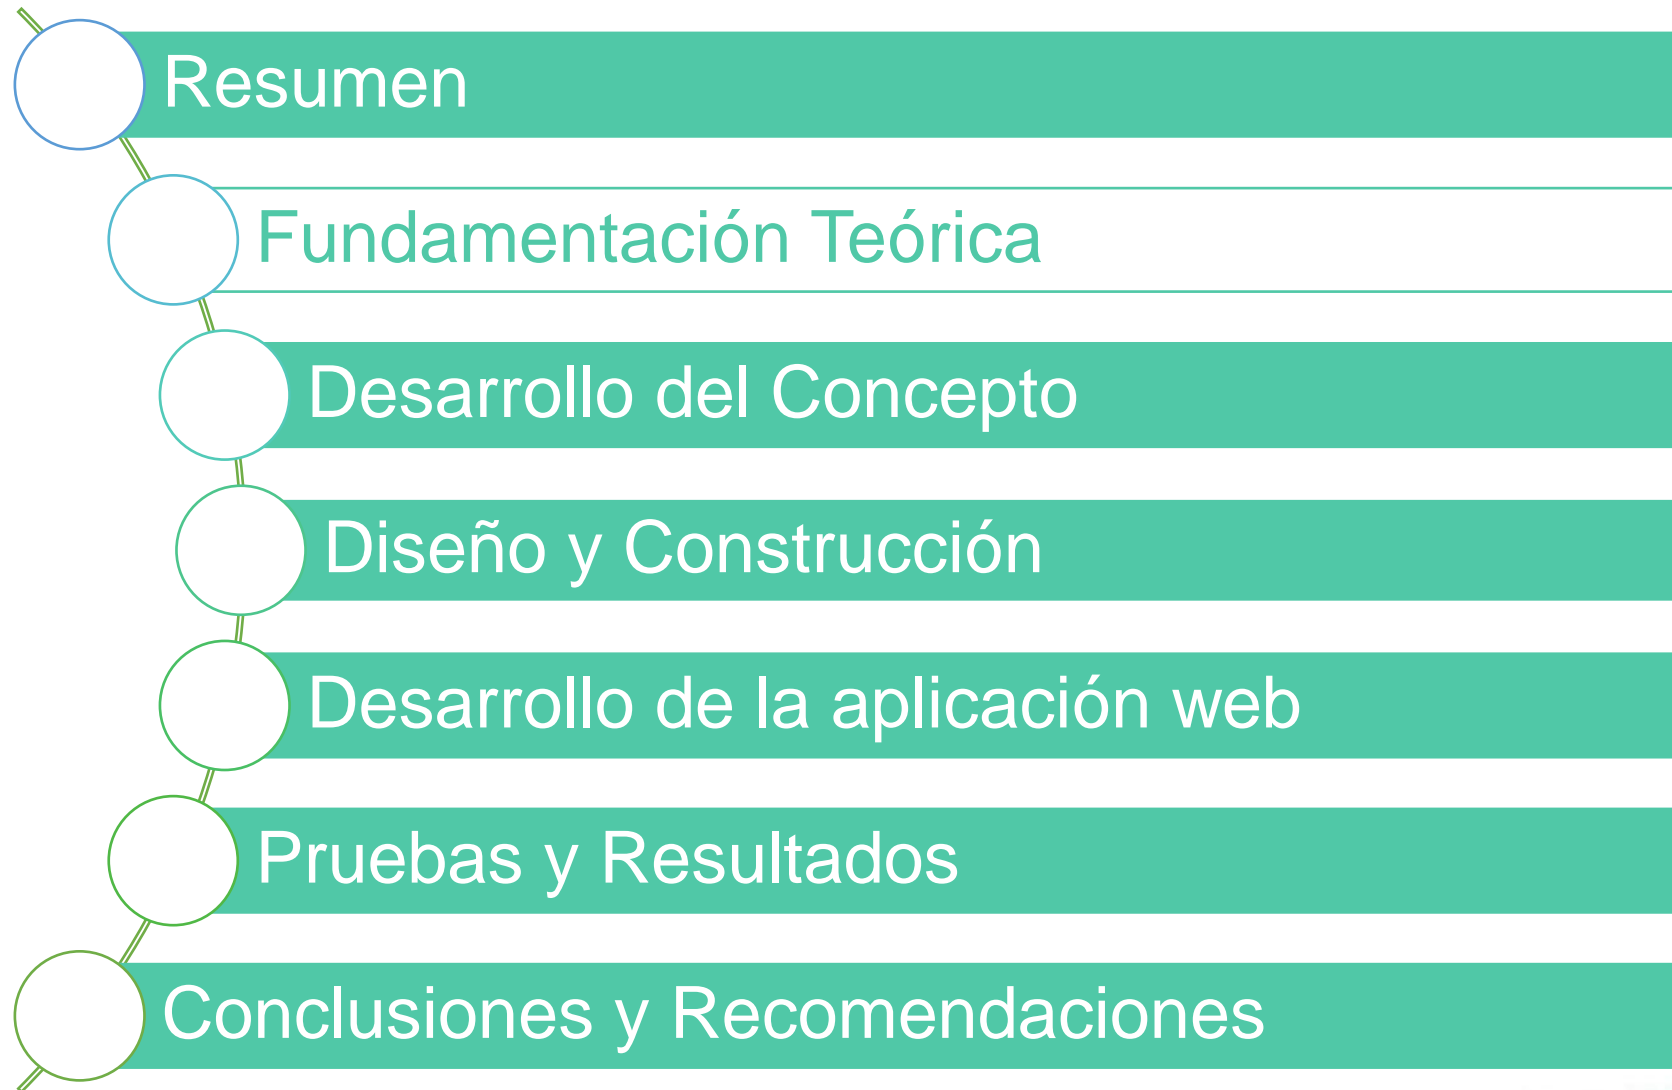 Resumen
Fundamentación Teórica
Desarrollo del Concepto
Diseño y Construcción
Desarrollo de la aplicación web
Pruebas y Resultados
Conclusiones y Recomendaciones